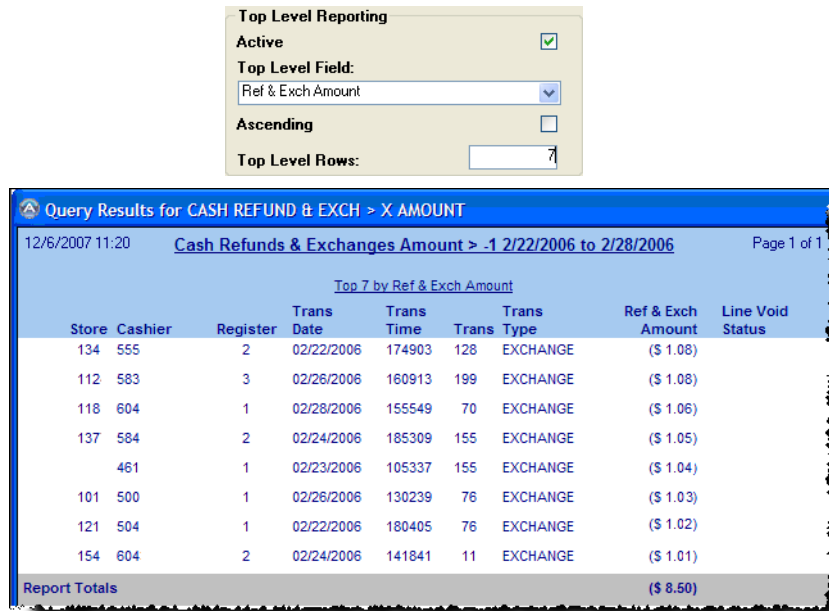 Top Level Reporting
Active
Top Level Field:
Ref & Exch Amount
Ascending
Top Level Rows: 7
Query Results for CASH REFUND & EXCH > X AMOUNT
12/6/2007 11:20 Cash Refunds & Exchanges Amount > -1 2/22/2006 to 2/28/2006 Page 1 of 1
Top 7 by Ref & Exch Amount
Trans Trans Trans Ref & Exch Line Void
Store Cashier Register Date Time Trans Type Amount Status
134 555 2 02/22/2006 174903 128 EXCHANGE ($ 1.08)
112 583 3 02/26/2006 160913 199 EXCHANGE ($ 1.08)
118 604 1 02/28/2006 155549 70 EXCHANGE ($ 1.06)
137 584 2 02/24/2006 185309 155 EXCHANGE ($ 1.05)
461 1 02/23/2006 105337 155 EXCHANGE ($ 1.04)
101 500 1 02/26/2006 130239 76 EXCHANGE ($ 1.03)
121 504 1 02/22/2006 180405 76 EXCHANGE ($ 1.02)
154 604 2 02/24/2006 141841 11 EXCHANGE ($ 1.01)
Report Totals ($ 8.50)